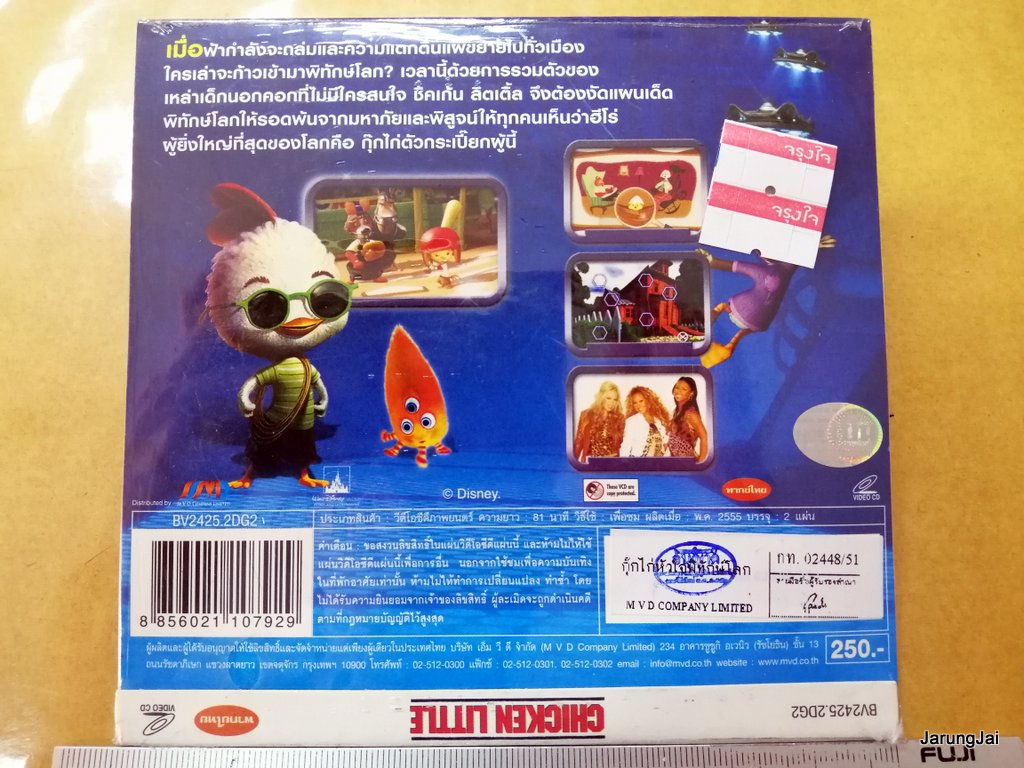 เมื่อฟ้ากำลังจะถล่มและความแตกตื่นแผ่ขยายไปทั่วเมือง
ใครเล่าจะก้าวเข้ามาพิทักษ์โลก? เวลานี้ด้วยการรวมตัวของ
เหล่าเด็กนอกคอกที่ไม่มีใครสนใจ ชิ้คเก้น ลิ้ตเติ้ล จึงต้องงัดแผนเด็ด
พิทักษ์โลกให้รอดพ้นจากมหาภัยและพิสูจน์ให้ทุกคนเห็นว่าฮีโร่
ผู้ยิ่งใหญ่ที่สุดของโลกคือ กุ๊กไก่ตัวกระเปี๊ยกผู้นี้
จรุงใจ
จรุงใจ
Distributed by
© Disney.
These VCD are
copy protected.
พากย์ไทย
VIDEO CD
BV2425.2DG2
ประเภทสินค้า : วีดีโอซีดีภาพยนตร์ ความยาว : 81 นาที วิธีใช้ : เพื่อชม ผลิตเมื่อ : พ.ค. 2555 บรรจุ : 2 แผ่น
คำเตือน : ขอสงวนลิขสิทธิ์ในแผ่นวีดีโอซีดีแผ่นนี้ และห้ามไม่ให้ใช้
แผ่นวีดีโอซีดีแผ่นนี้เพื่อการอื่น นอกจากใช้ชมเพื่อความบันเทิง
ในที่พักอาศัยเท่านั้น ห้ามไม่ให้ทำการเปลี่ยนแปลง ทำซ้ำ โดย
ไม่ได้รับความยินยอมจากเจ้าของลิขสิทธิ์ ผู้ละเมิดจะถูกดำเนินคดี
ตามที่กฎหมายบัญญัติไว้สูงสุด
8 856021 107929
กุ๊กไก่หัวใจพิทักษ์โลก
M V D COMPANY LIMITED
กท. 02448/51
ผู้ผลิตและผู้ได้รับอนุญาตให้ใช้ลิขสิทธิ์และจัดจำหน่ายแต่เพียงผู้เดียวในประเทศไทย บริษัท เอ็ม วี ดี จำกัด (M V D Company Limited) 234 อาคารซูซูกิ อเวนิว (รัชโยธิน) ชั้น 13
ถนนรัชดาภิเษก แขวงลาดยาว เขตจตุจักร กรุงเทพฯ 10900 โทรศัพท์ : 02-512-0300 แฟ๊กซ์ : 02-512-0301, 02-512-0302 email : info@mvd.co.th website : www.mvd.co.th
250.-
BV2425.2DG2
CHICKEN LITTLE
พากย์ไทย
VIDEO CD
FUJI
JarungJai